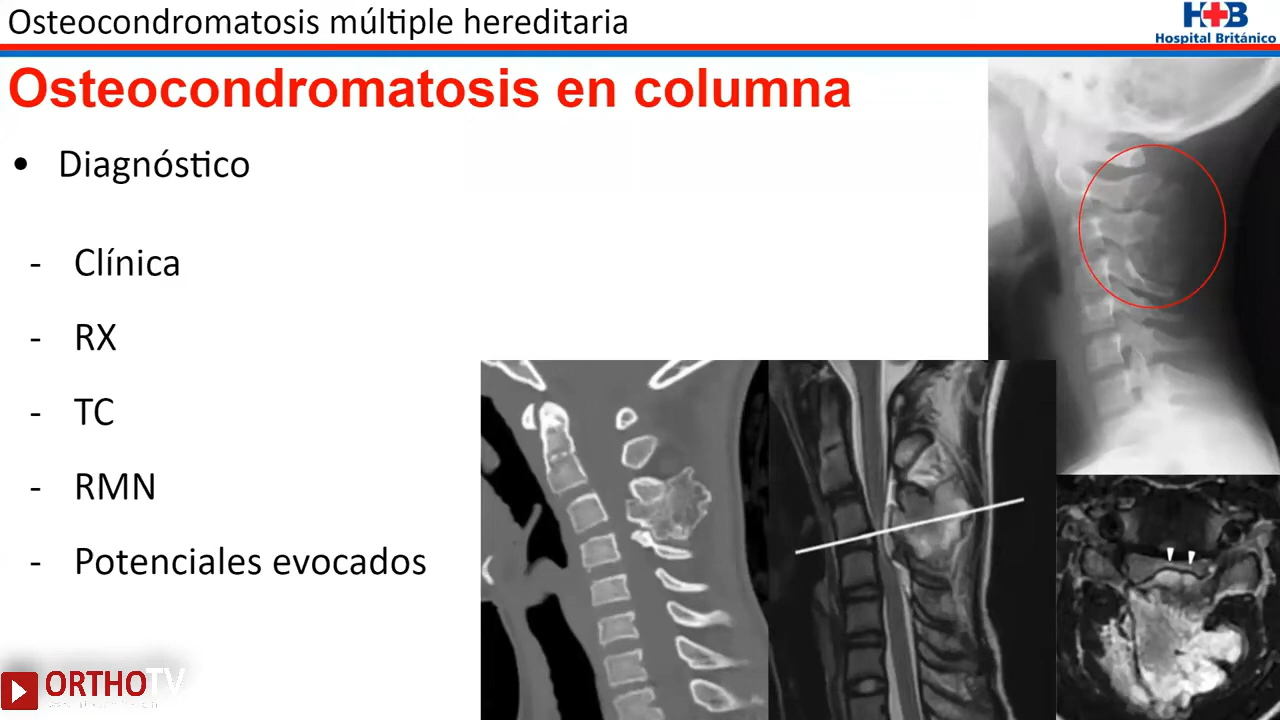 Osteocondromatosis múltiple hereditaria
H B
Hospital Británico
Osteocondromatosis en columna
• Diagnóstico
- Clínica
- RX
- TC
- RMN
- Potenciales evocados
ORTHOTV